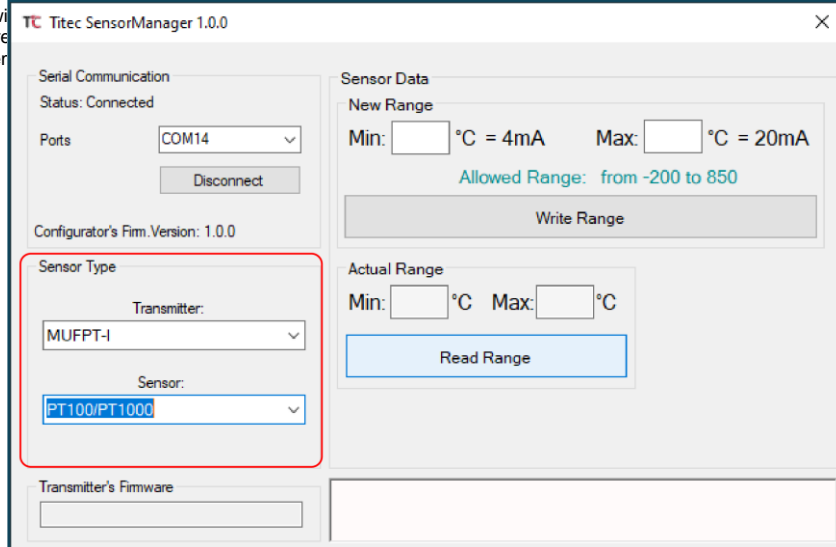 TC Titec SensorManager 1.0.0
Serial Communication
Status: Connected
Ports COM14
Disconnect
Configurator's Firm.Version: 1.0.0
Sensor Type
Transmitter:
MUFPT-I
Sensor:
PT100/PT1000
Transmitter's Firmware
Sensor Data
New Range
Min: °C = 4mA Max: °C = 20mA
Allowed Range: from -200 to 850
Write Range
Actual Range
Min: °C Max: °C
Read Range